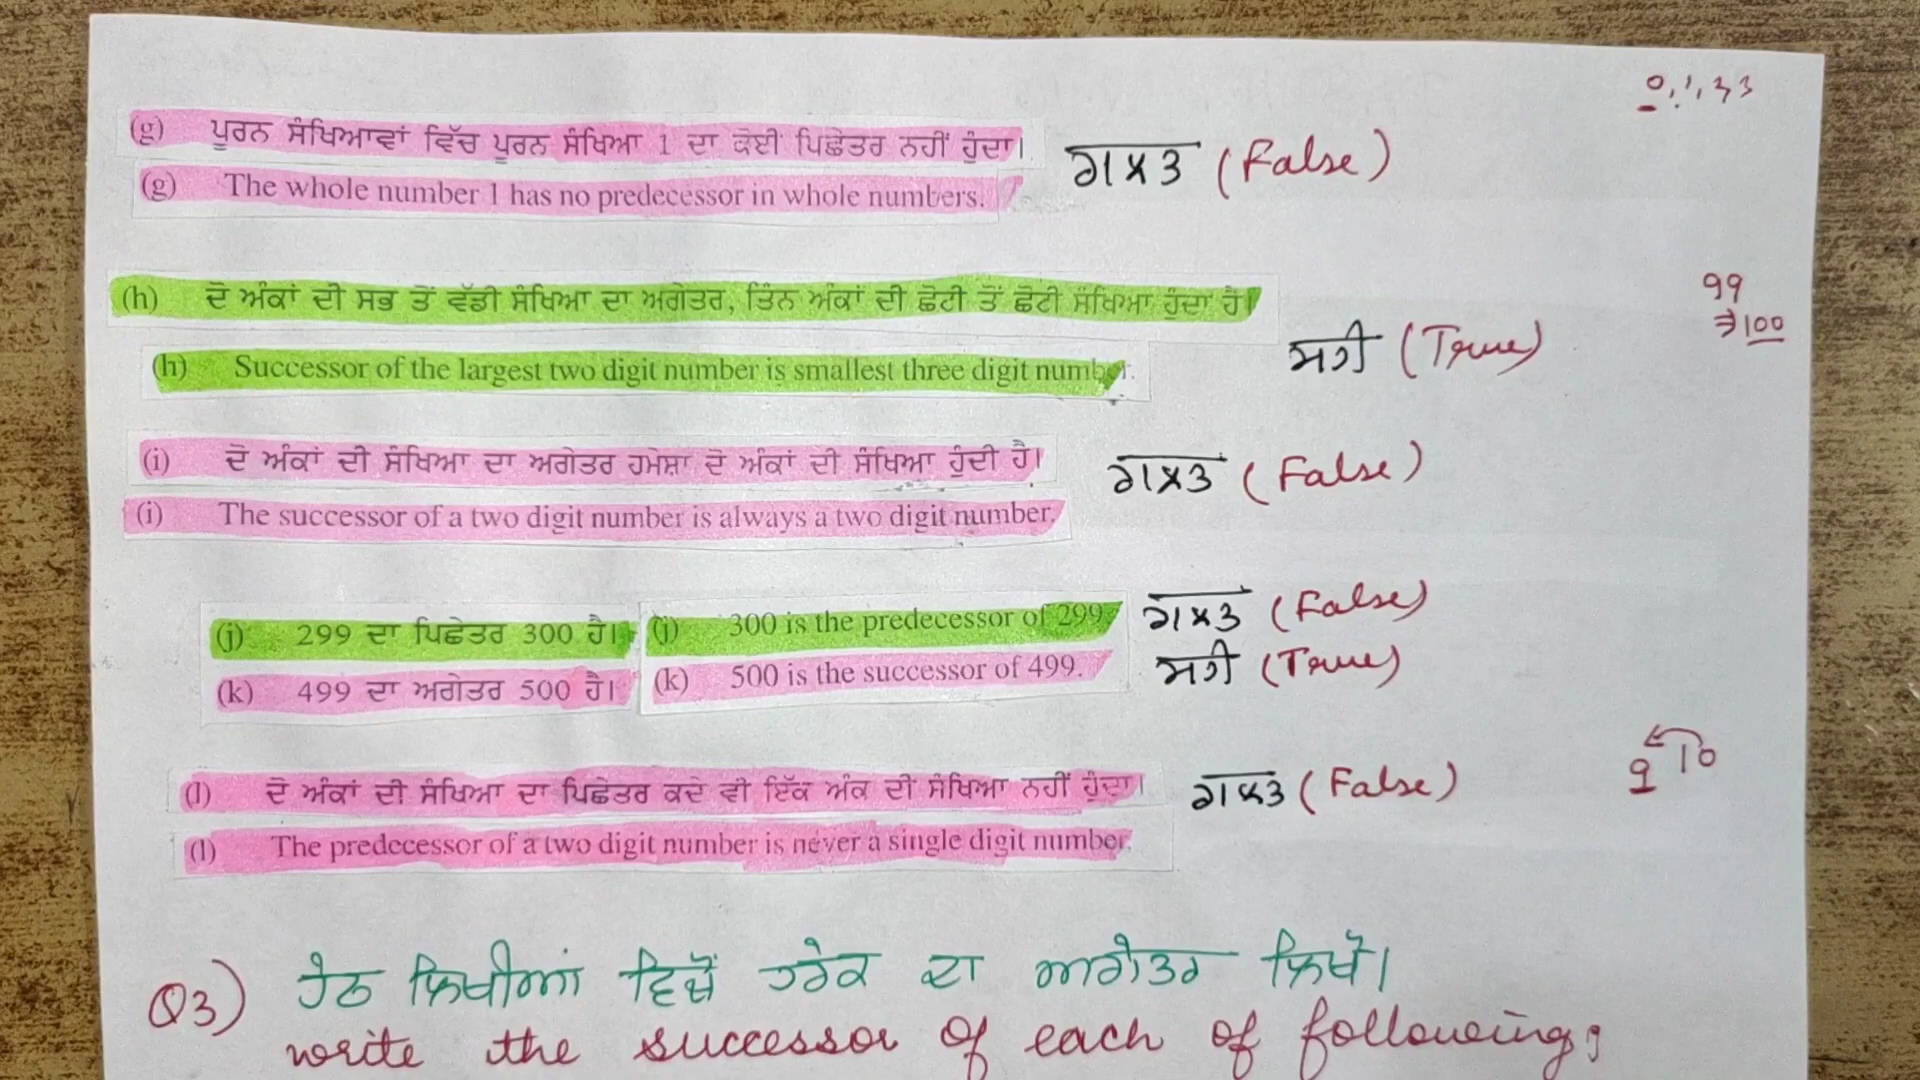 0, 1, 2, 3
(g) ਪੂਰਨ ਸੰਖਿਆਵਾਂ ਵਿੱਚ ਪੂਰਨ ਸੰਖਿਆ 1 ਦਾ ਕੋਈ ਪਿਛੇਤਰ ਨਹੀਂ ਹੁੰਦਾ।
ਗਲਤ (False)
(g) The whole number 1 has no predecessor in whole numbers.
(h) ਦੋ ਅੰਕਾਂ ਦੀ ਸਭ ਤੋਂ ਵੱਡੀ ਸੰਖਿਆ ਦਾ ਅਗੇਤਰ, ਤਿੰਨ ਅੰਕਾਂ ਦੀ ਛੋਟੀ ਤੋਂ ਛੋਟੀ ਸੰਖਿਆ ਹੁੰਦਾ ਹੈ।
99
⇒100
ਸਹੀ (True)
(h) Successor of the largest two digit number is smallest three digit number.
(i) ਦੋ ਅੰਕਾਂ ਦੀ ਸੰਖਿਆ ਦਾ ਅਗੇਤਰ ਹਮੇਸ਼ਾ ਦੋ ਅੰਕਾਂ ਦੀ ਸੰਖਿਆ ਹੁੰਦੀ ਹੈ।
ਗਲਤ (False)
(i) The successor of a two digit number is always a two digit number.
(j) 299 ਦਾ ਪਿਛੇਤਰ 300 ਹੈ। (j) 300 is the predecessor of 299. ਗਲਤ (False)
(k) 499 ਦਾ ਅਗੇਤਰ 500 ਹੈ। (k) 500 is the successor of 499. ਸਹੀ (True)
(l) ਦੋ ਅੰਕਾਂ ਦੀ ਸੰਖਿਆ ਦਾ ਪਿਛੇਤਰ ਕਦੇ ਵੀ ਇੱਕ ਅੰਕ ਦੀ ਸੰਖਿਆ ਨਹੀਂ ਹੁੰਦਾ।
ਗਲਤ (False)
9 10
(l) The predecessor of a two digit number is never a single digit number.
Q3) ਹੇਠ ਲਿਖੀਆਂ ਵਿਚੋਂ ਹਰੇਕ ਦਾ ਅਗੇਤਰ ਲਿਖੋ।
write the successor of each of following;